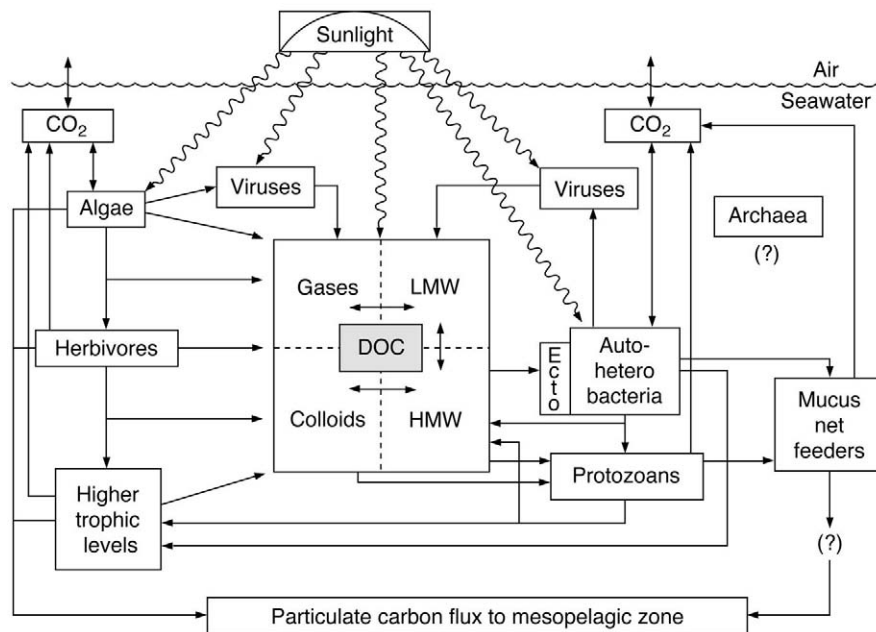 Sunlight
Air
Seawater
CO2
CO2
Viruses
Viruses
Algae
Archaea
(?)
Gases
LMW
Herbivores
DOC
Ecto
Auto-
hetero
bacteria
Colloids
HMW
Mucus
net
feeders
Protozoans
Higher
trophic
levels
(?)
Particulate carbon flux to mesopelagic zone